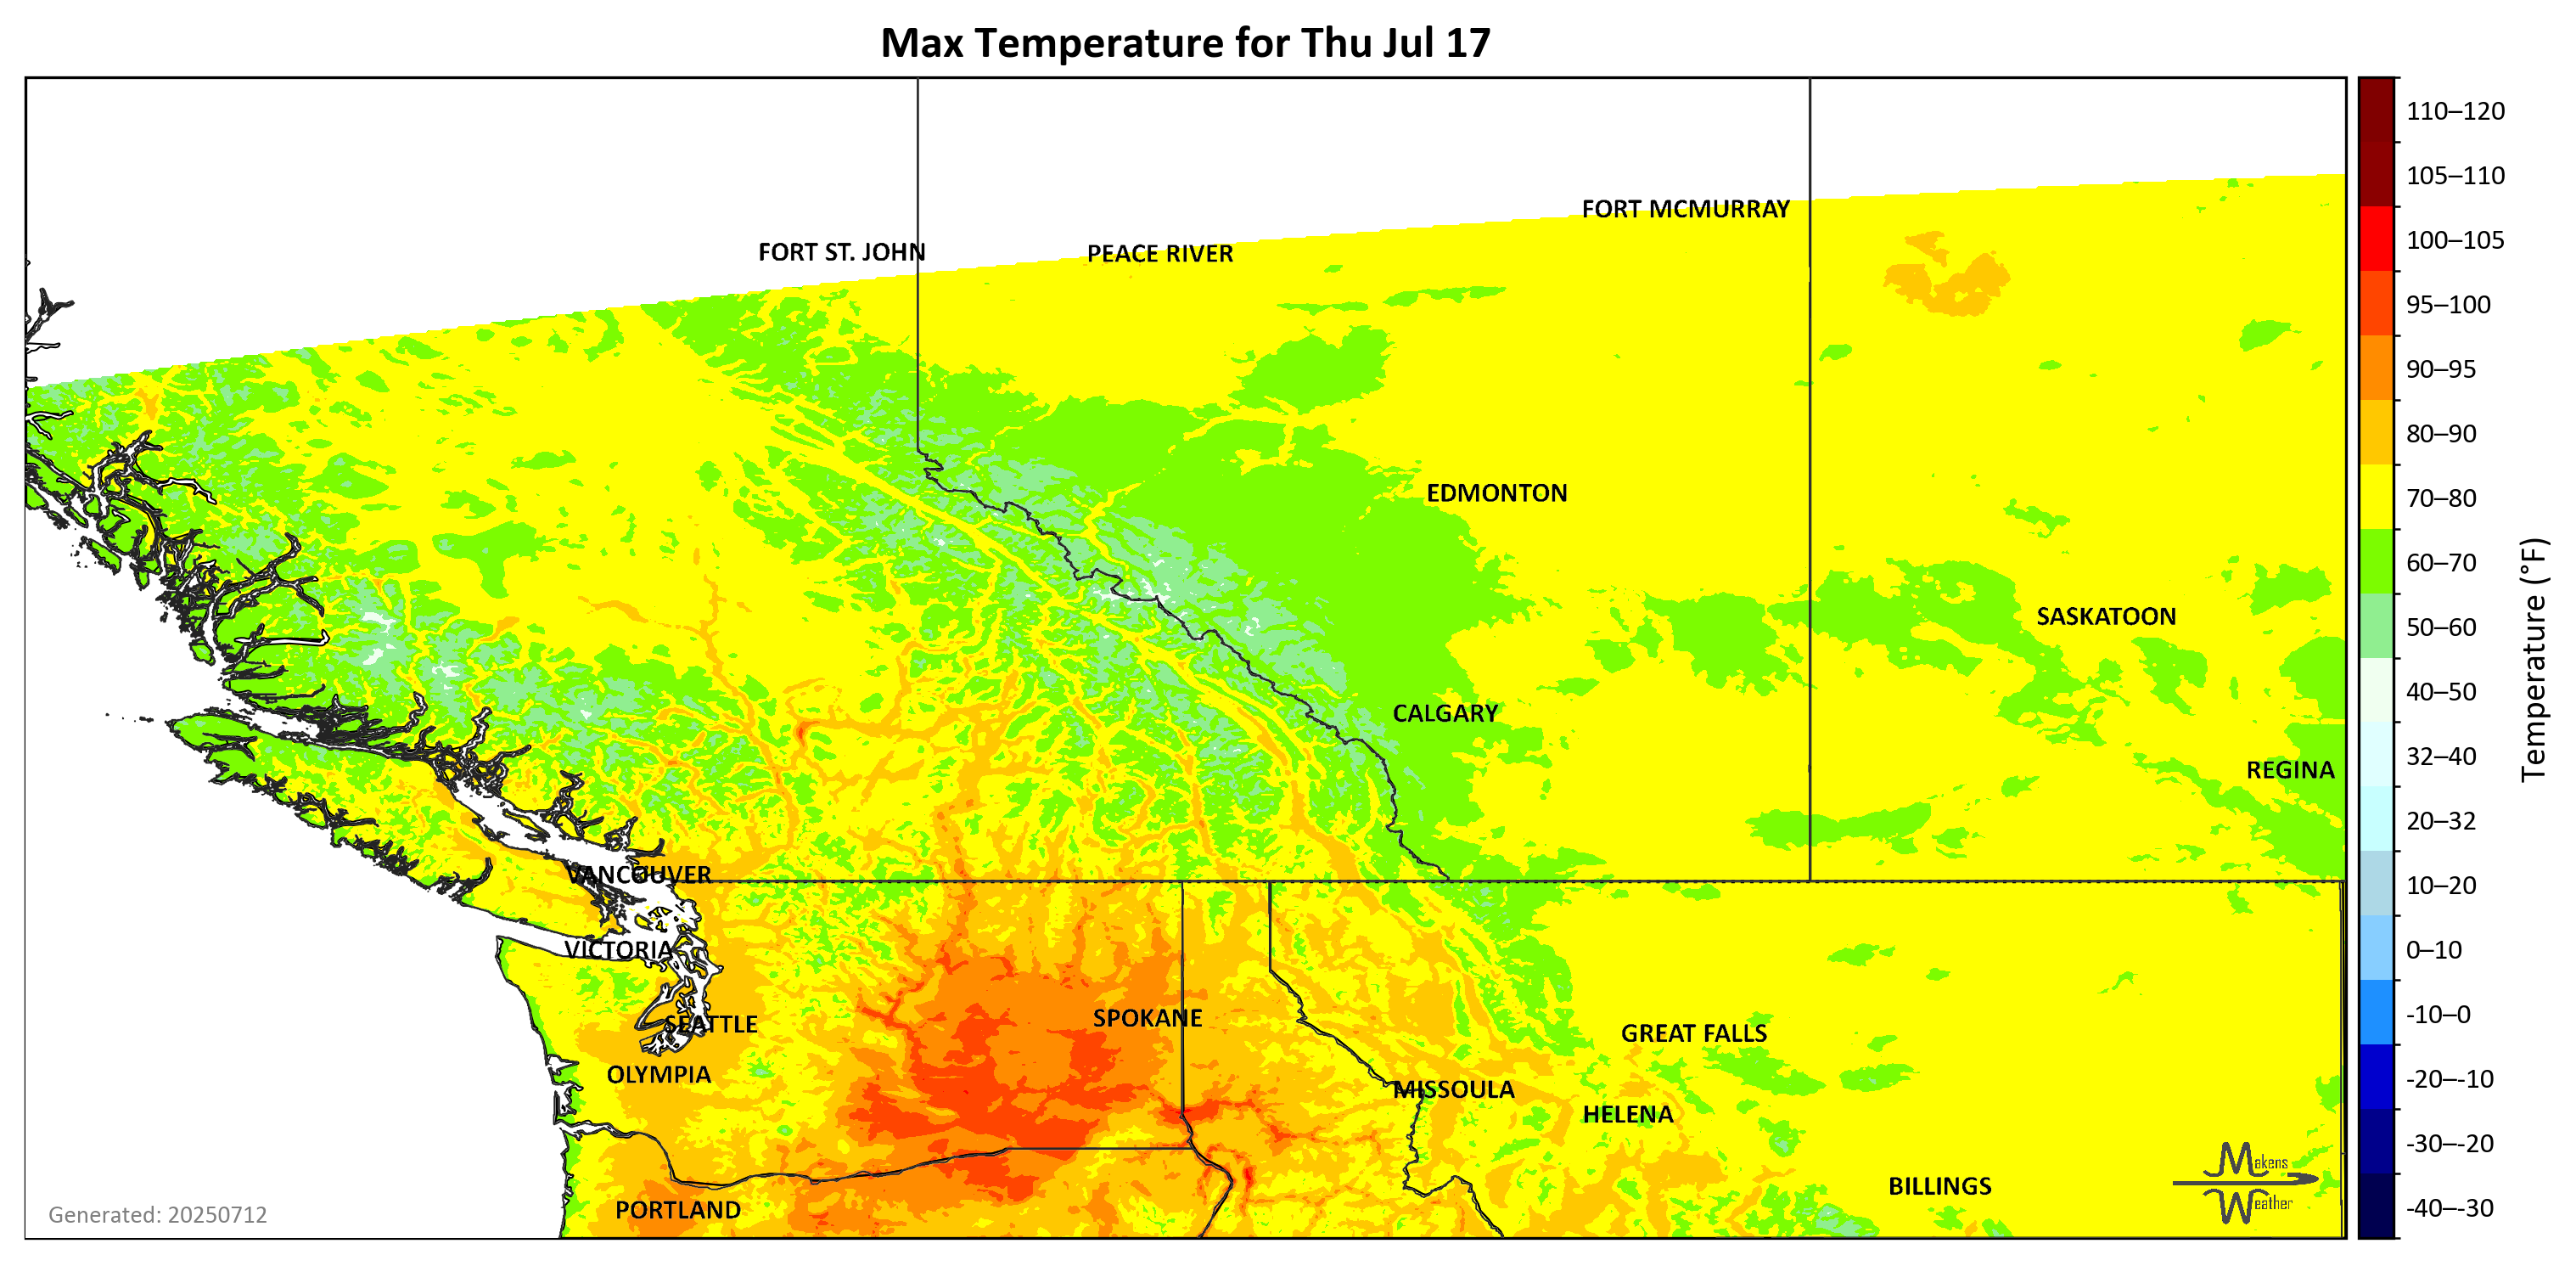 Max Temperature for Thu Jul 17
FORT MCMURRAY
FORT ST. JOHN
PEACE RIVER
EDMONTON
SASKATOON
CALGARY
REGINA
VANCOUVER
VICTORIA
SPOKANE
SEATTLE
GREAT FALLS
OLYMPIA
MISSOULA
HELENA
BILLINGS
PORTLAND
Makens
Weather
Generated: 20250712
110–120
105–110
100–105
95–100
90–95
80–90
70–80
60–70
50–60
40–50
32–40
20–32
10–20
0–10
-10–0
-20–-10
-30–-20
-40–-30
Temperature (°F)